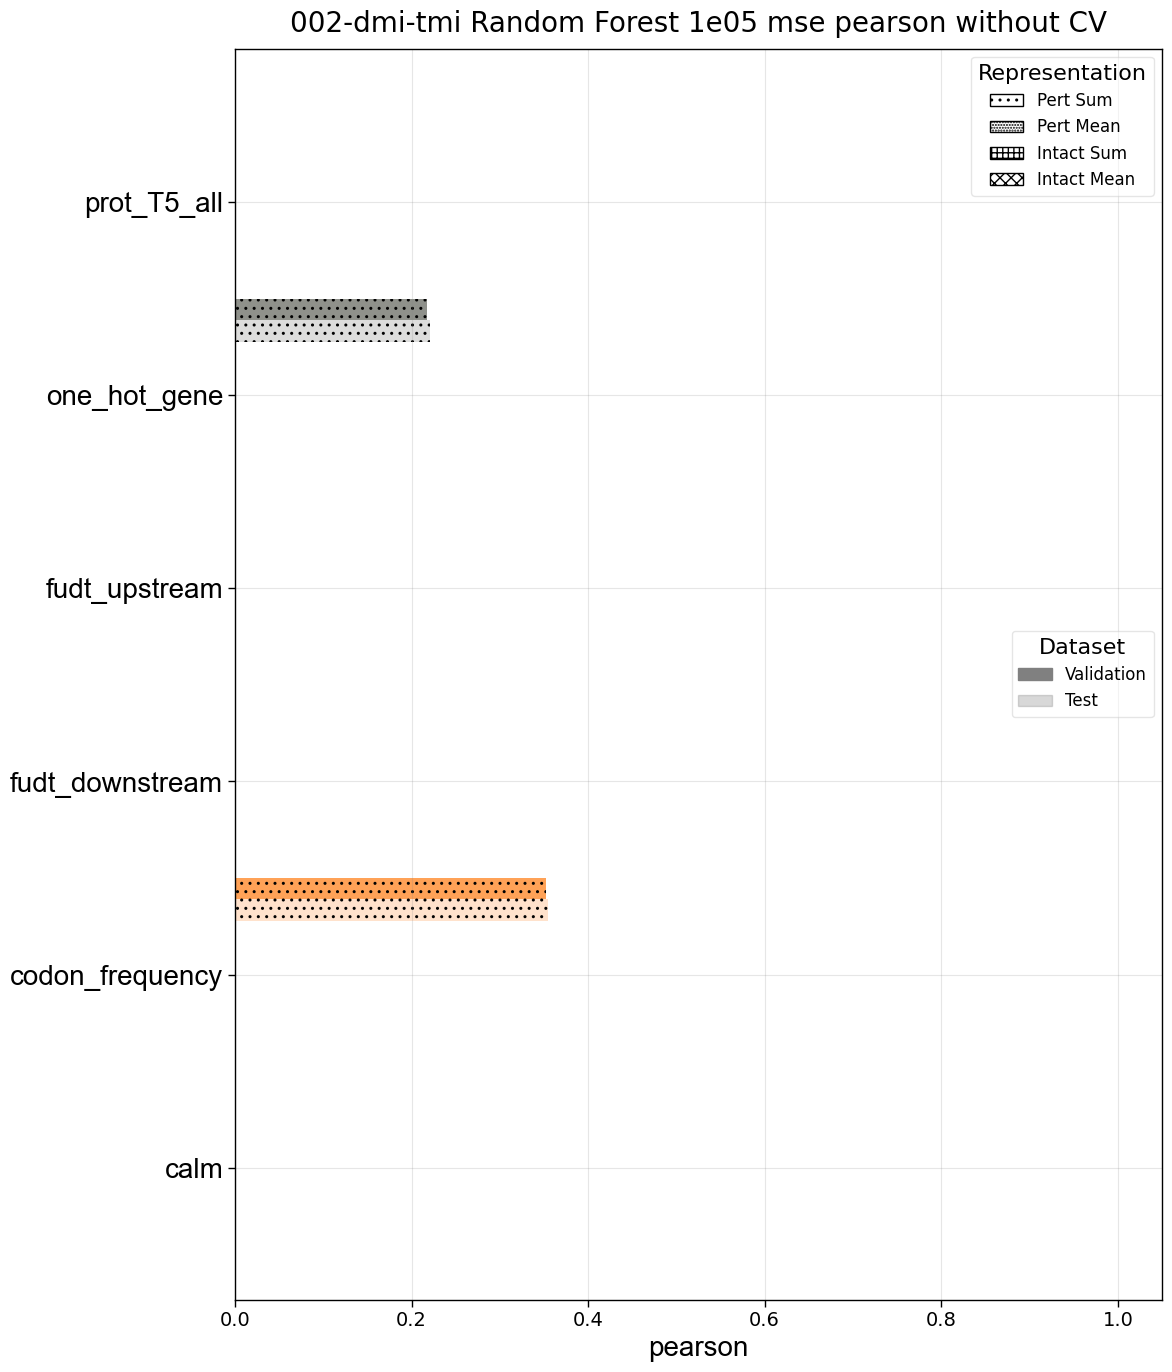 002-dmi-tmi Random Forest 1e05 mse pearson without CV
Representation
Pert Sum
Pert Mean
Intact Sum
Intact Mean
prot_T5_all
one_hot_gene
fudt_upstream
Dataset
Validation
Test
fudt_downstream
codon_frequency
calm
0.0 0.2 0.4 0.6 0.8 1.0
pearson